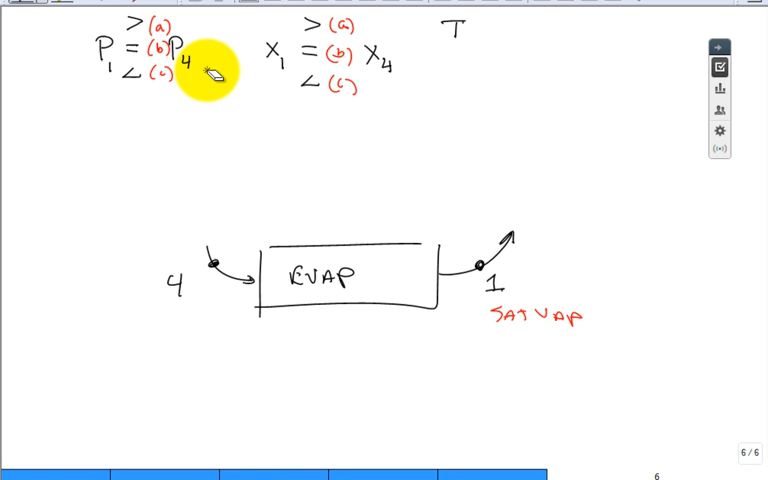 > (a) > (a) T
P1 = (b) P4 X1 = (b) X4
< (c) < (c)
4 EVAP 1
SAT VAP
6 / 6
6